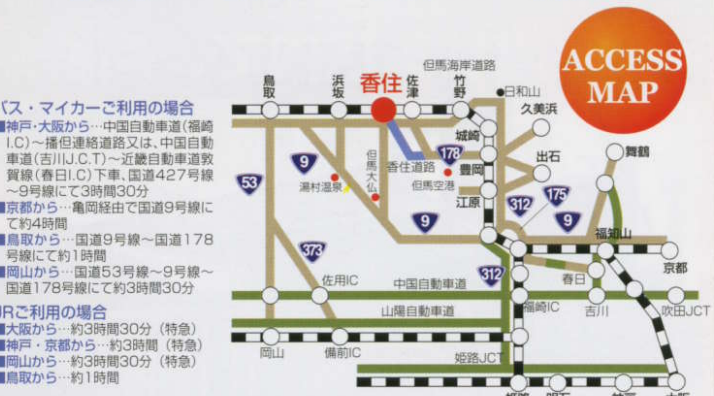 ACCESS
MAP
バス・マイカーご利用の場合
■神戸・大阪から…中国自動車道(福崎
I.C)～播但連絡道路又は、中国自動
車道(吉川J.C.T)～近畿自動車道敦
賀線(春日I.C)下車、国道427号線
～9号線にて3時間30分
■京都から…亀岡経由で国道9号線に
て約4時間
■鳥取から…国道9号線～国道178
号線にて約1時間
■岡山から…国道53号線～9号線～
国道178号線にて約3時間30分
JRご利用の場合
■大阪から…約3時間30分(特急)
■神戸・京都から…約3時間(特急)
■岡山から…約3時間30分(特急)
■鳥取から…約1時間
但馬海岸道路
鳥取
浜坂
香住
佐津
竹野
日和山
久美浜
城崎
舞鶴
9
但馬大仏
香住道路
178
豊岡
出石
53
湯村温泉
但馬空港
175
江原
312
9
9
福知山
373
京都
312
春日
佐用IC
中国自動車道
山陽自動車道
福崎IC
吉川
吹田JCT
岡山
備前IC
姫路JCT
姫路
明石
神戸
大阪